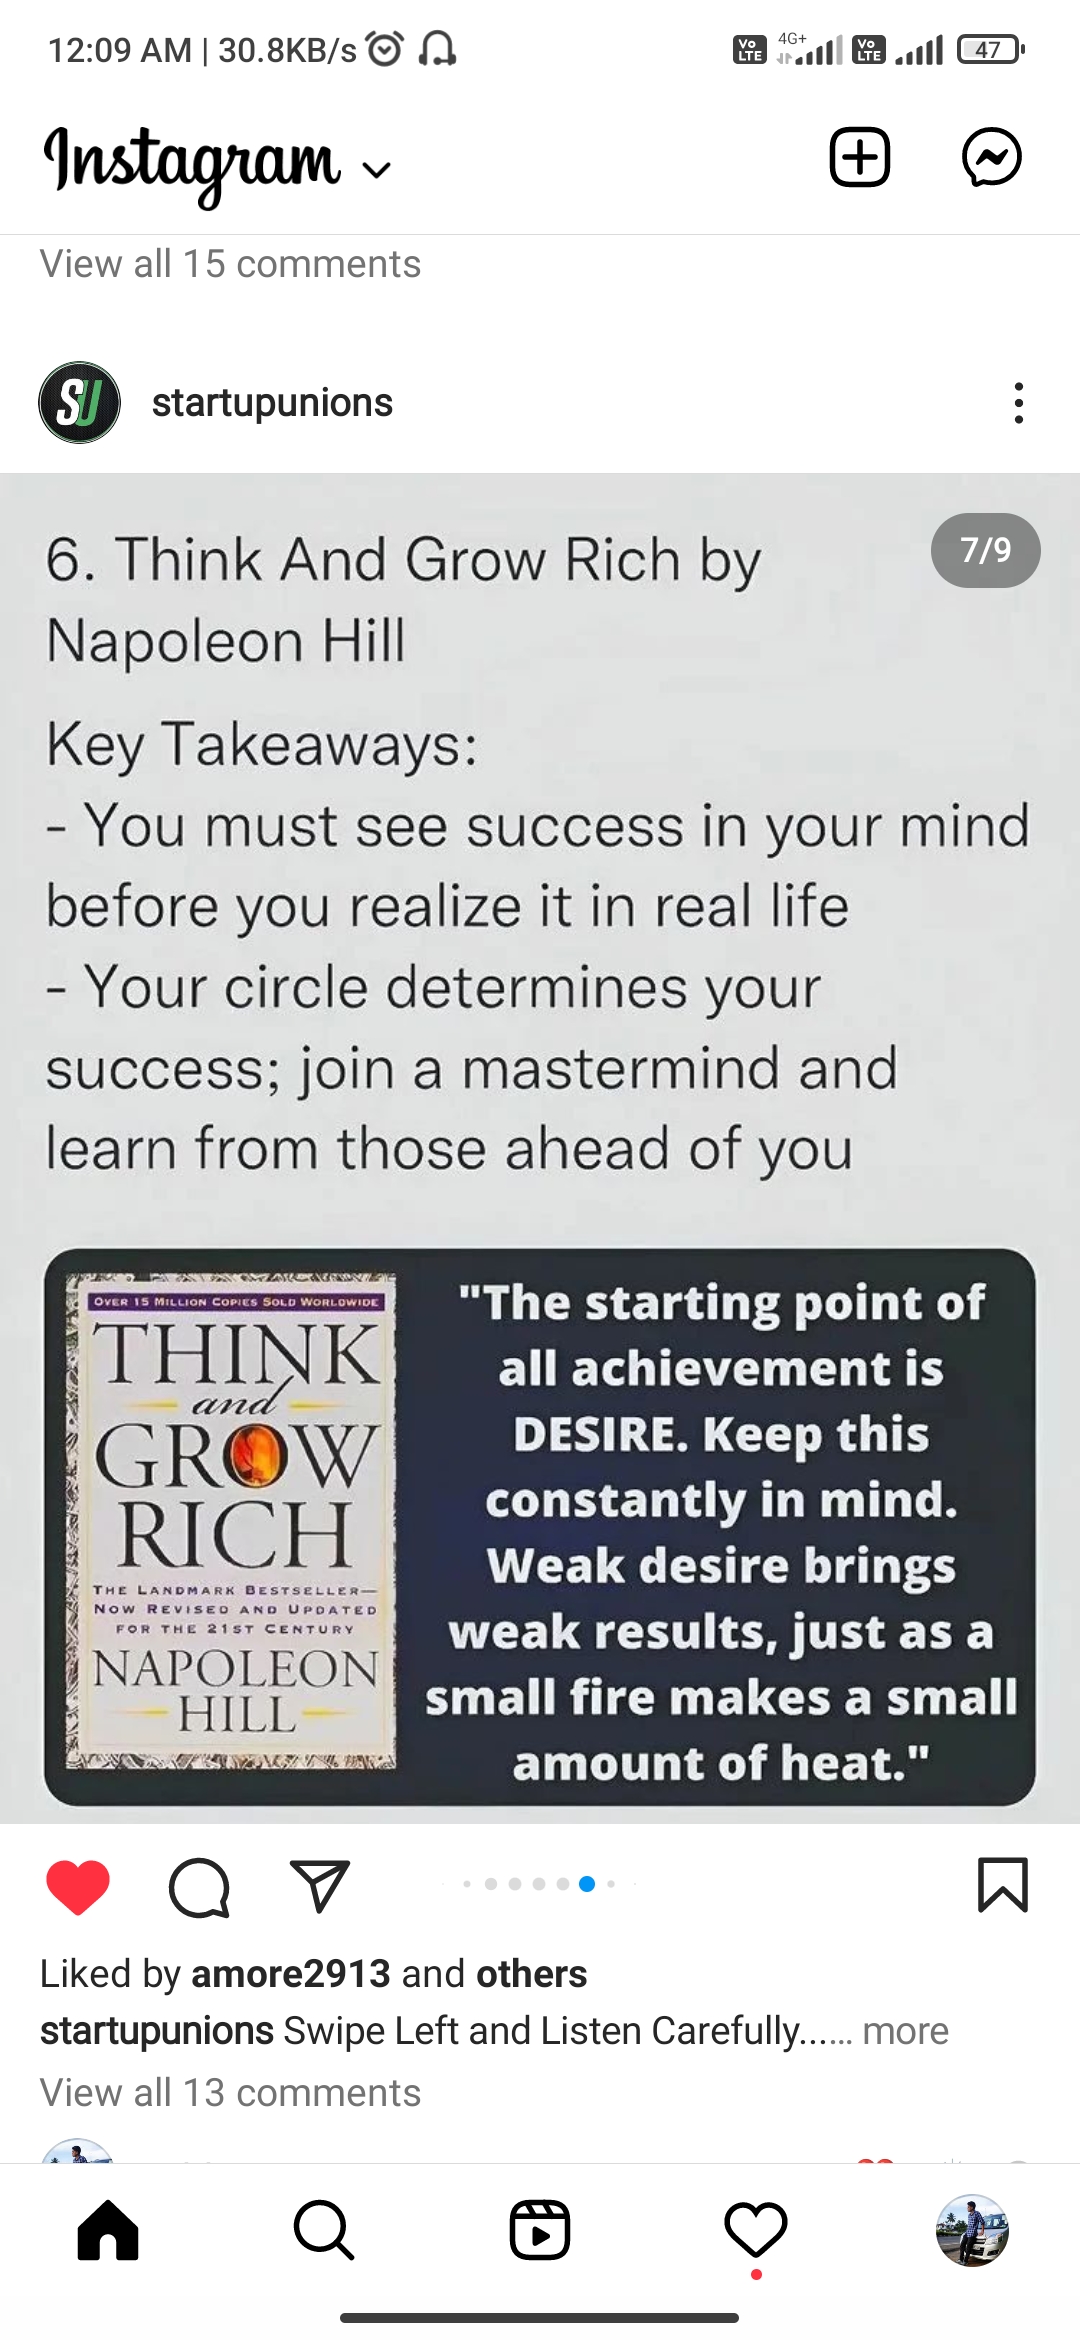 12:09 AM | 30.8KB/s
Vo LTE 4G+ Vo LTE 47
Instagram
View all 15 comments
startupunions
SU
7/9
6. Think And Grow Rich by
Napoleon Hill
Key Takeaways:
- You must see success in your mind
before you realize it in real life
- Your circle determines your
success; join a mastermind and
learn from those ahead of you
OVER 15 MILLION COPIES SOLD WORLDWIDE
THINK
and
GROW
RICH
THE LANDMARK BESTSELLER—
NOW REVISED AND UPDATED
FOR THE 21ST CENTURY
NAPOLEON
HILL
"The starting point of
all achievement is
DESIRE. Keep this
constantly in mind.
Weak desire brings
weak results, just as a
small fire makes a small
amount of heat."
Liked by amore2913 and others
startupunions Swipe Left and Listen Carefully...... more
View all 13 comments